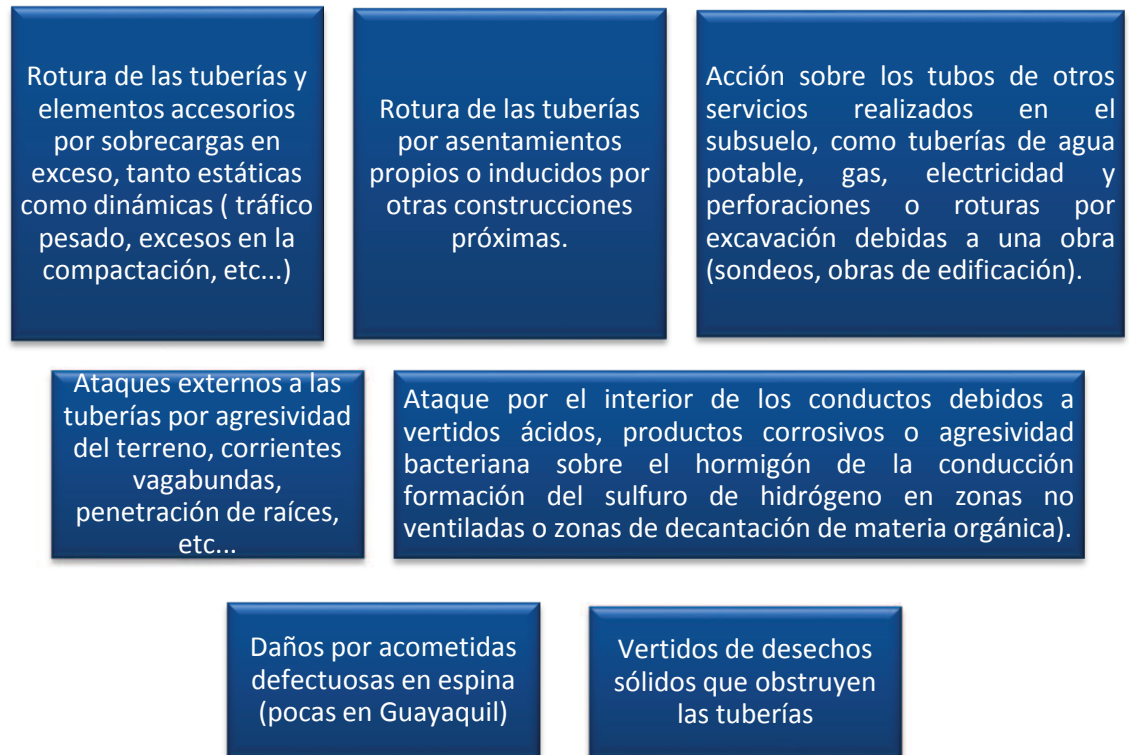 Rotura de las tuberías y
elementos accesorios
por sobrecargas en
exceso, tanto estáticas
como dinámicas ( tráfico
pesado, excesos en la
compactación, etc...)
Rotura de las tuberías
por asentamientos
propios o inducidos por
otras construcciones
próximas.
Acción sobre los tubos de otros
servicios realizados en el
subsuelo, como tuberías de agua
potable, gas, electricidad y
perforaciones o roturas por
excavación debidas a una obra
(sondeos, obras de edificación).
Ataques externos a las
tuberías por agresividad
del terreno, corrientes
vagabundas,
penetración de raíces,
etc...
Ataque por el interior de los conductos debidos a
vertidos ácidos, productos corrosivos o agresividad
bacteriana sobre el hormigón de la conducción
formación del sulfuro de hidrógeno en zonas no
ventiladas o zonas de decantación de materia orgánica).
Daños por acometidas
defectuosas en espina
(pocas en Guayaquil)
Vertidos de desechos
sólidos que obstruyen
las tuberías